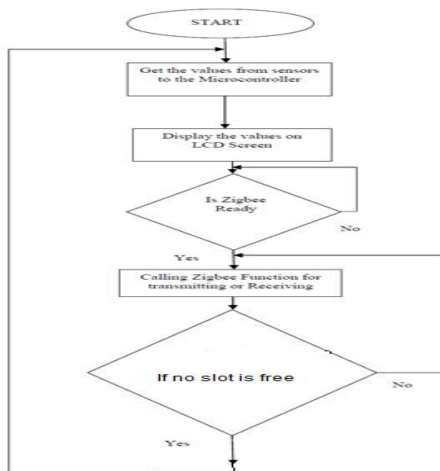 START
Get the values from sensors
to the Microcontroller
Display the values on
LCD Screen
Is Zigbee
Ready
No
Yes
Calling Zigbee Function for
transmitting or Receiving
If no slot is free
No
Yes